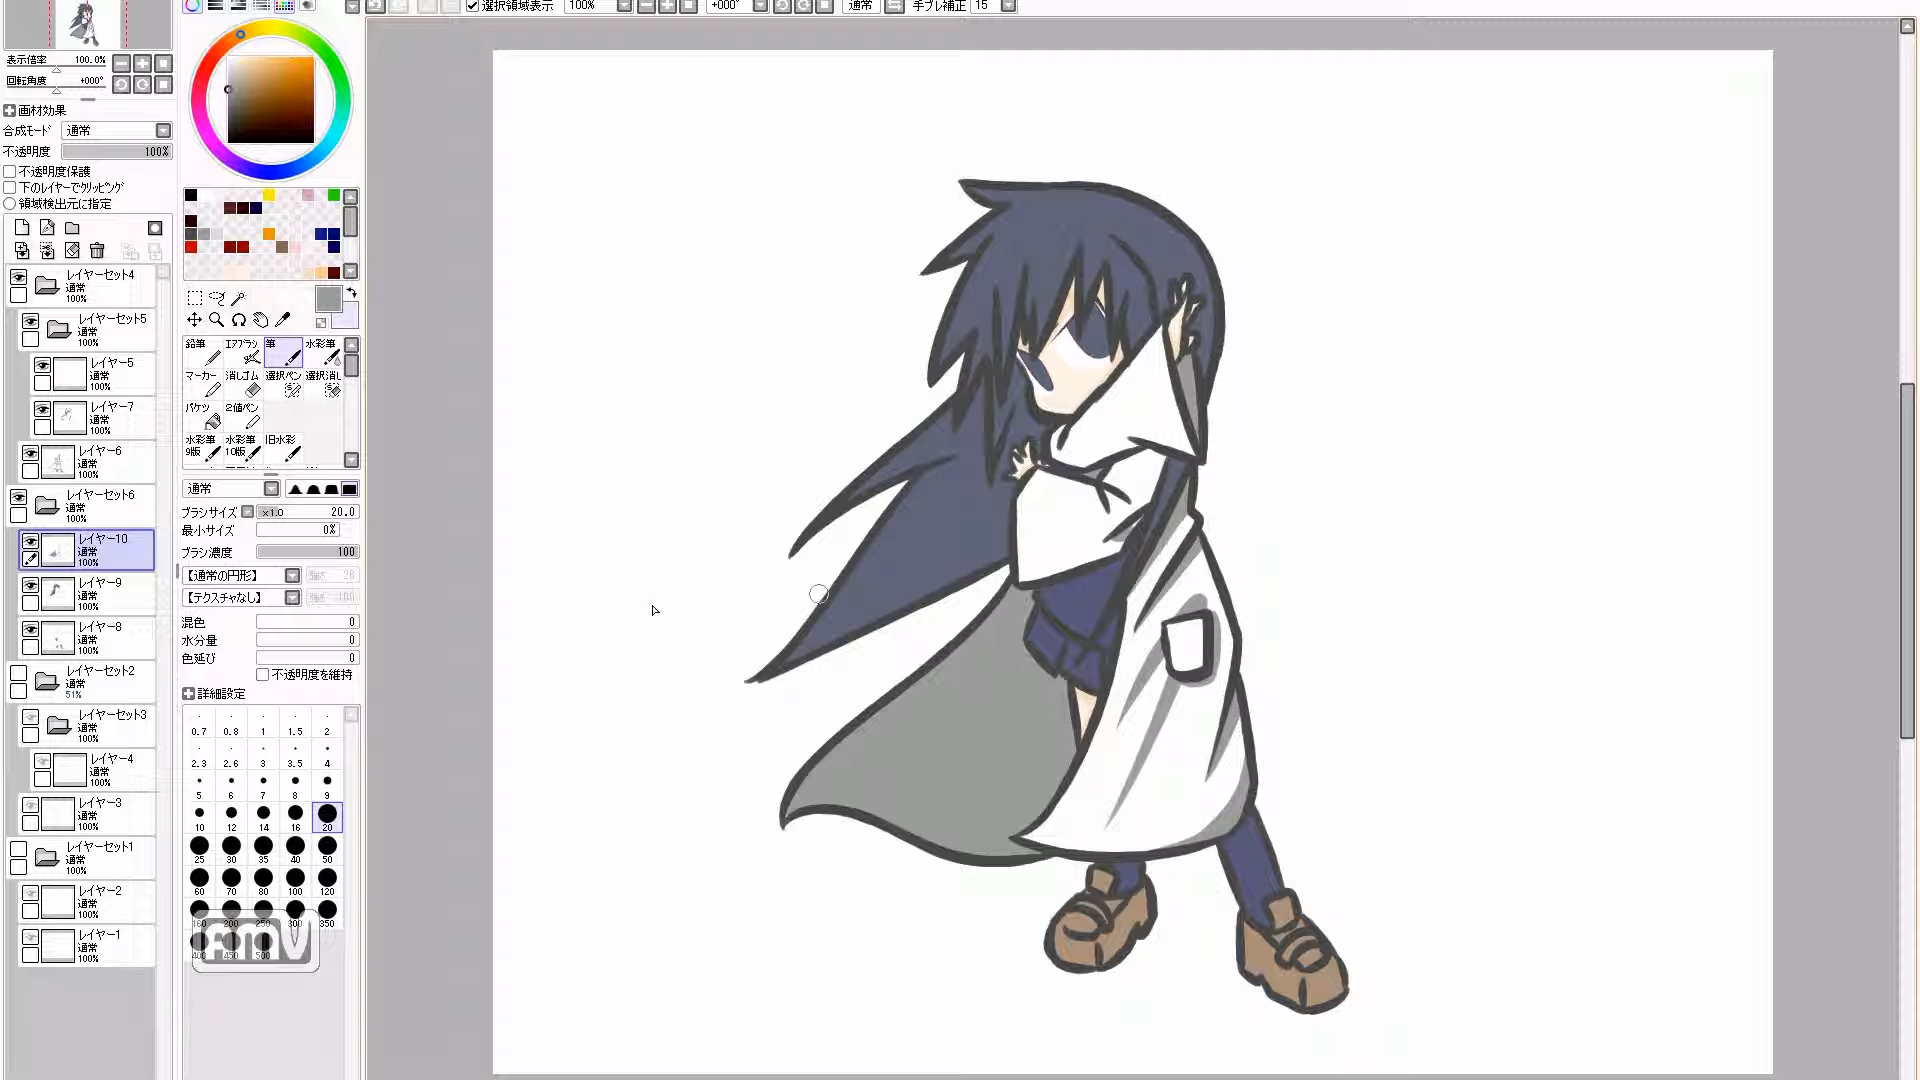 選択領域表示 100% +000° 通常 手ブレ補正 15
表示倍率 100.0%
回転角度 +000°
画材効果
合成モード 通常
不透明度 100%
不透明度保護
下のレイヤーでクリッピング
領域検出元に指定
レイヤーセット4
通常
100%
レイヤーセット5
通常
100%
レイヤー5
通常
100%
レイヤー7
通常
100%
レイヤー6
通常
100%
レイヤーセット6
通常
100%
レイヤー10
通常
100%
レイヤー9
通常
100%
レイヤー8
通常
100%
レイヤーセット2
通常
51%
レイヤーセット3
通常
100%
レイヤー4
通常
100%
レイヤー3
通常
100%
レイヤーセット1
通常
100%
レイヤー2
通常
100%
レイヤー1
通常
100%
鉛筆 エアブラシ 筆 水彩筆
マーカー 消しゴム 選択ペン 選択消し
バケツ 2値ペン
水彩筆 水彩筆 旧水彩
9版 10版
通常
ブラシサイズ x1.0 20.0
最小サイズ 0%
ブラシ濃度 100
【通常の円形】
【テクスチャなし】
混色 0
水分量 0
色延び 0
不透明度を維持
詳細設定
0.7 0.8 1 1.5 2
2.3 2.6 3 3.5 4
5 6 7 8 9
10 12 14 16 20
25 30 35 40 50
60 70 80 100 120
160 200 250 300 350
400 450 500
AMV